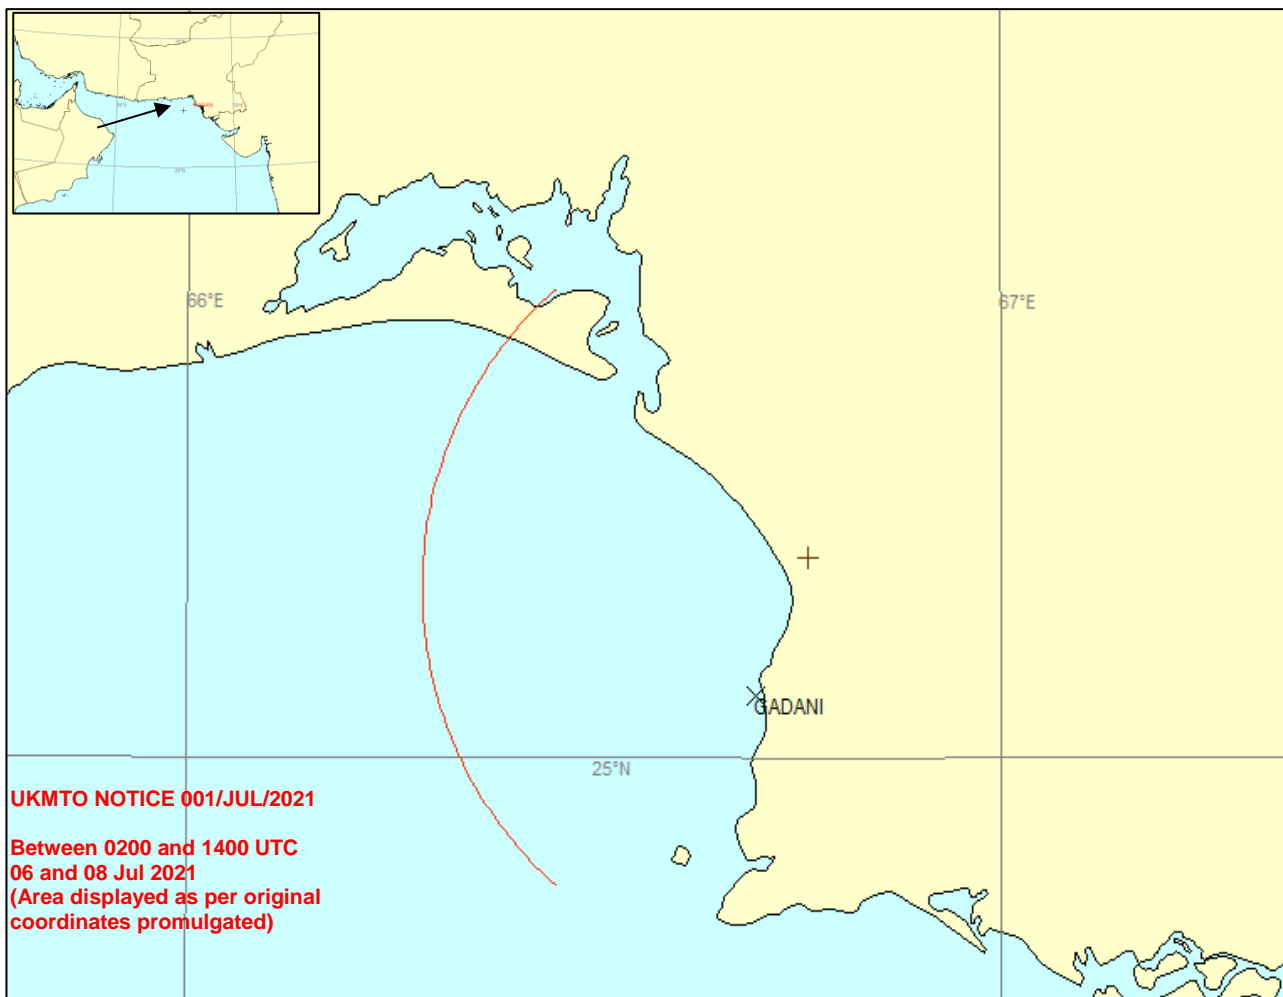 GADANI
66°E
67°E
GADANI
25°N
UKMTO NOTICE 001/JUL/2021
Between 0200 and 1400 UTC
06 and 08 Jul 2021
(Area displayed as per original
coordinates promulgated)